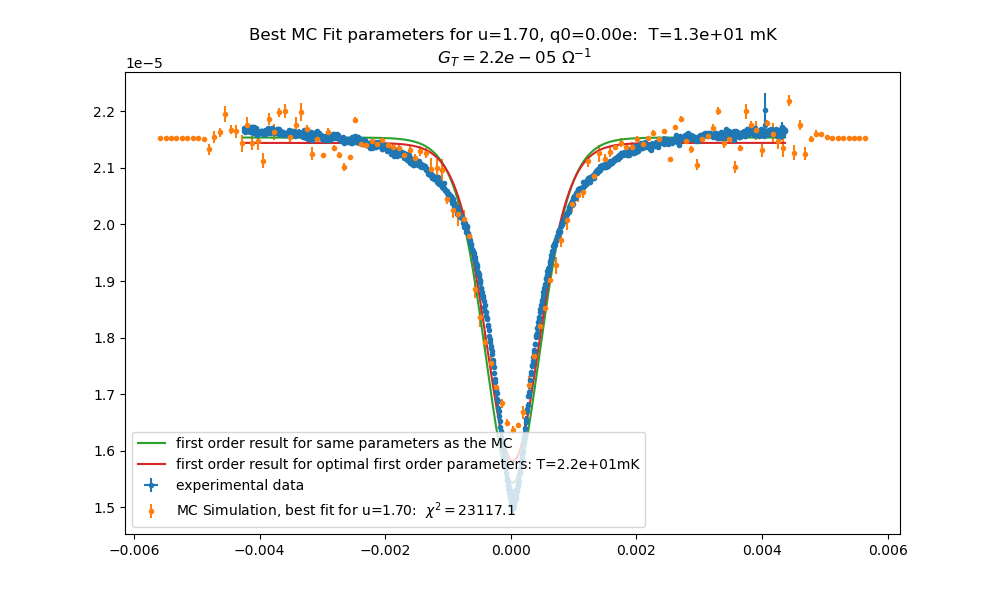 Best MC Fit parameters for u=1.70, q0=0.00e:  T=1.3e+01 mK
G_T = 2.2e − 05 Ω⁻¹
1e−5
2.2
2.1
2.0
1.9
1.8
1.7
1.6
1.5
first order result for same parameters as the MC
first order result for optimal first order parameters: T=2.2e+01mK
experimental data
MC Simulation, best fit for u=1.70:  χ² = 23117.1
−0.006 −0.004 −0.002 0.000 0.002 0.004 0.006